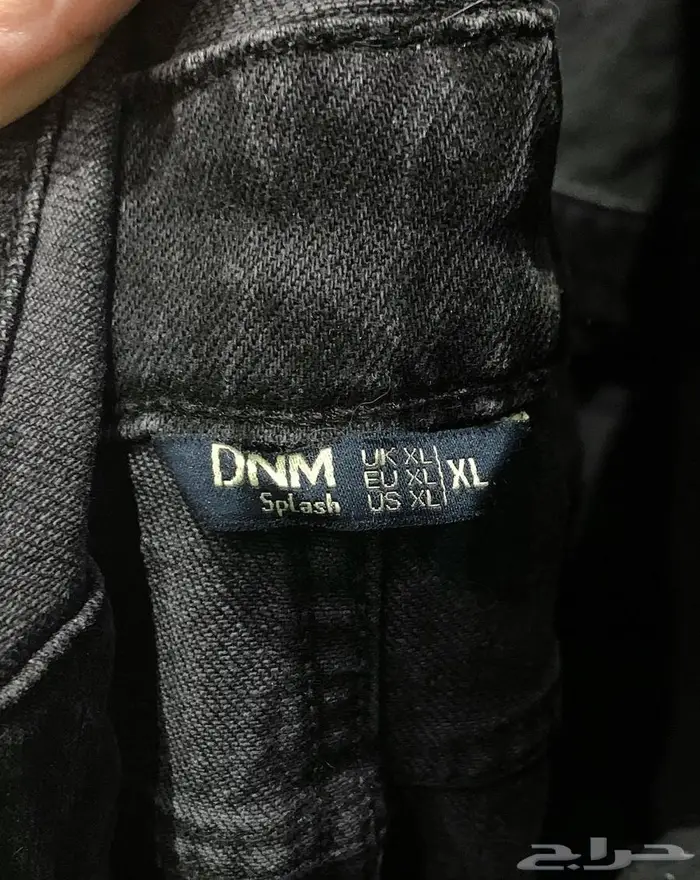 DNM
Splash
UK XL
EU XL
US XL
XL
حراج